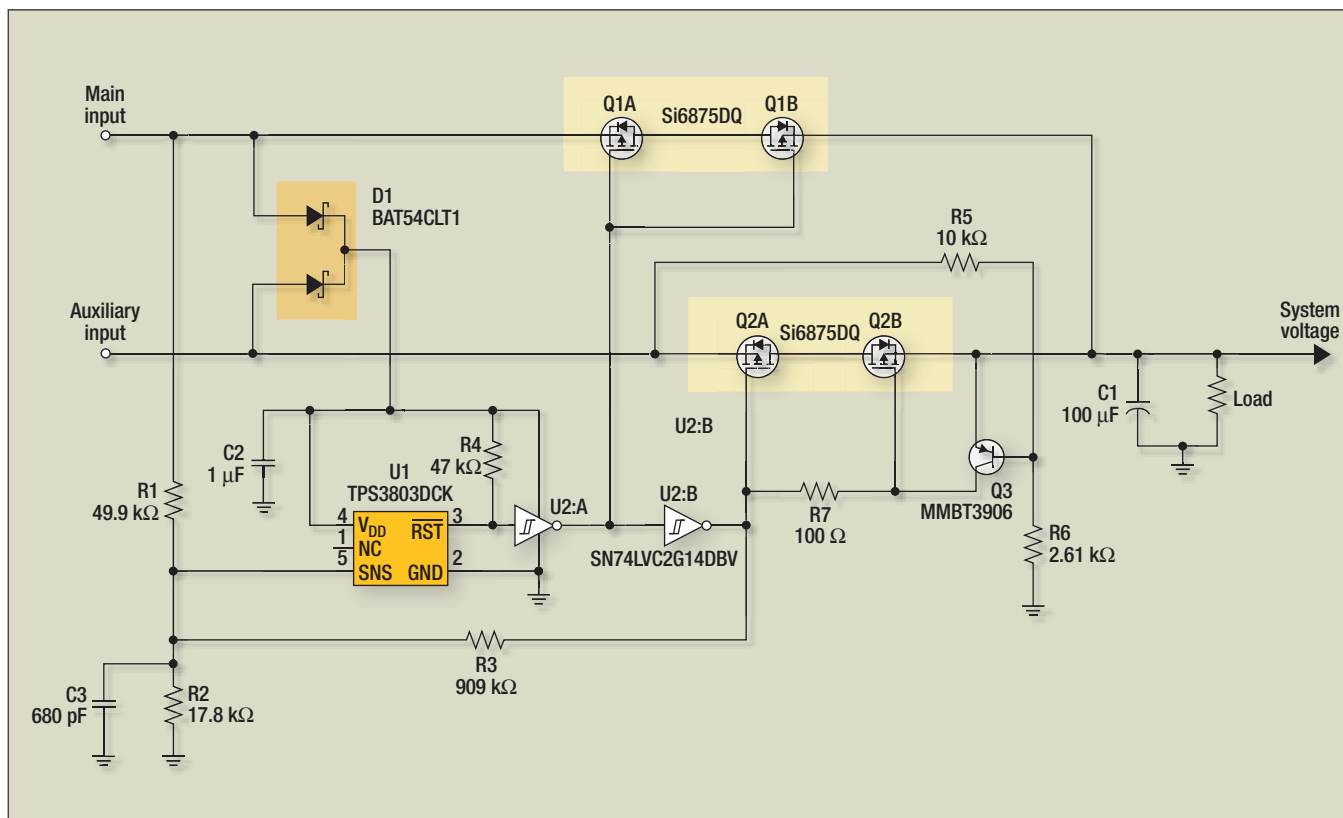 Main
input
Q1A
Si6875DQ
Q1B
D1
BAT54CLT1
R5
10 kΩ
Auxiliary
input
Q2A
Si6875DQ
Q2B
System
voltage
C1
100 μF
Load
U2:B
C2
1 μF
R4
47 kΩ
U1
TPS3803DCK
R1
49.9 kΩ
4
VDD
RST
3
1
NC
5
SNS
GND
2
U2:A
U2:B
SN74LVC2G14DBV
R7
100 Ω
Q3
MMBT3906
R6
2.61 kΩ
R3
909 kΩ
C3
680 pF
R2
17.8 kΩ